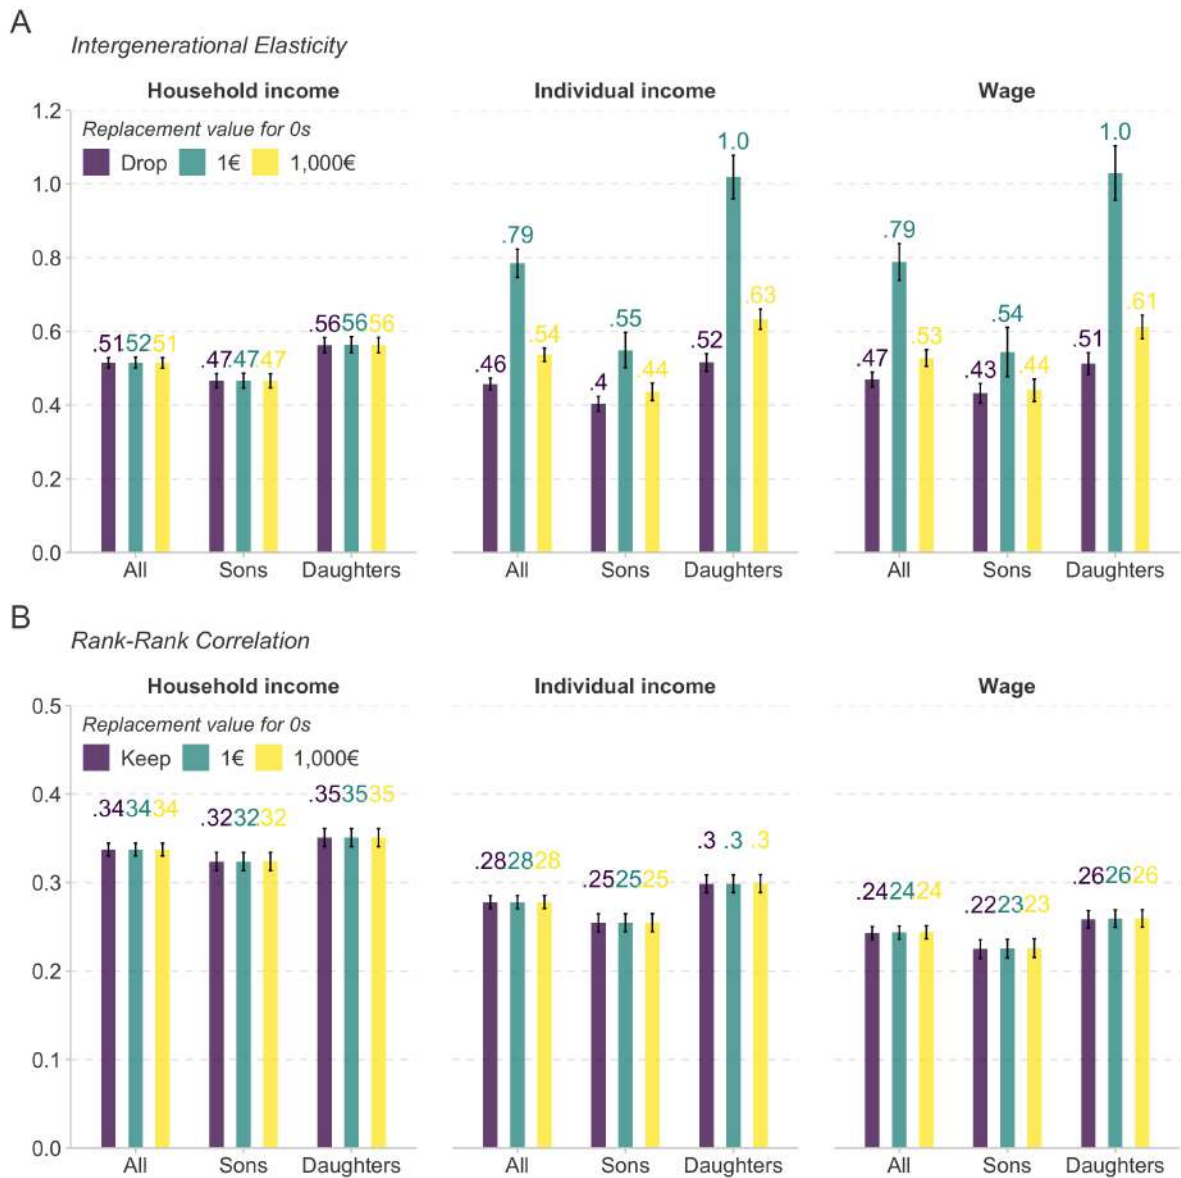 A
Intergenerational Elasticity
Household income Individual income Wage
Replacement value for 0s
Drop 1€ 1,000€
1.2
1.0
0.8
0.6
0.4
0.2
0.0
.51 .52 .51 .47 .47 .47 .56 .56 .56
.46 .79 .54 .4 .55 .44 .52 1.0 .63
.47 .79 .53 .43 .54 .44 .51 1.0 .61
All Sons Daughters All Sons Daughters All Sons Daughters
B
Rank-Rank Correlation
Household income Individual income Wage
Replacement value for 0s
Keep 1€ 1,000€
0.5
0.4
0.3
0.2
0.1
0.0
.34 .34 .34 .32 .32 .32 .35 .35 .35
.28 .28 .28 .25 .25 .25 .3 .3 .3
.24 .24 .24 .22 .23 .23 .26 .26 .26
All Sons Daughters All Sons Daughters All Sons Daughters